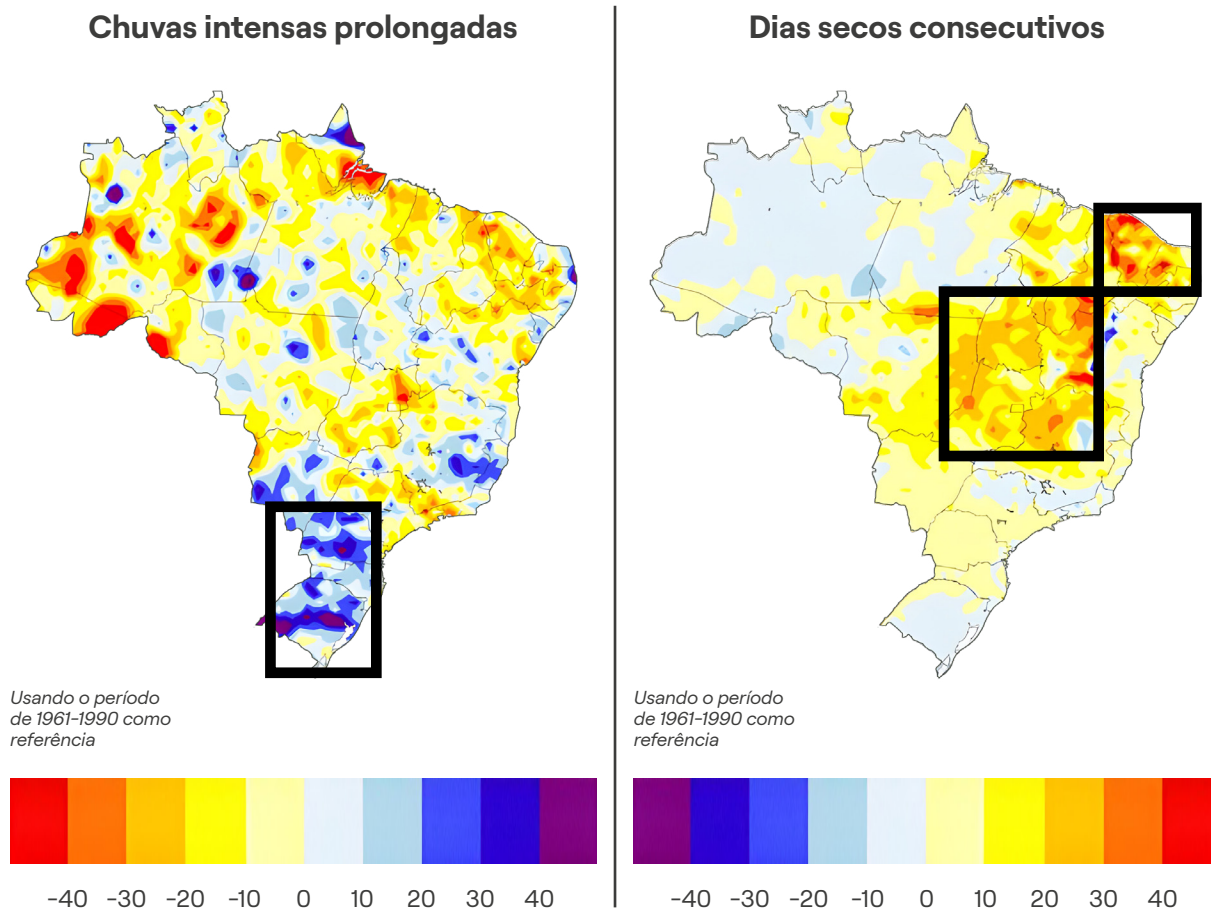 Chuvas intensas prolongadas
Usando o período
de 1961-1990 como
referência
-40 -30 -20 -10 0 10 20 30 40
Dias secos consecutivos
Usando o período
de 1961-1990 como
referência
-40 -30 -20 -10 0 10 20 30 40